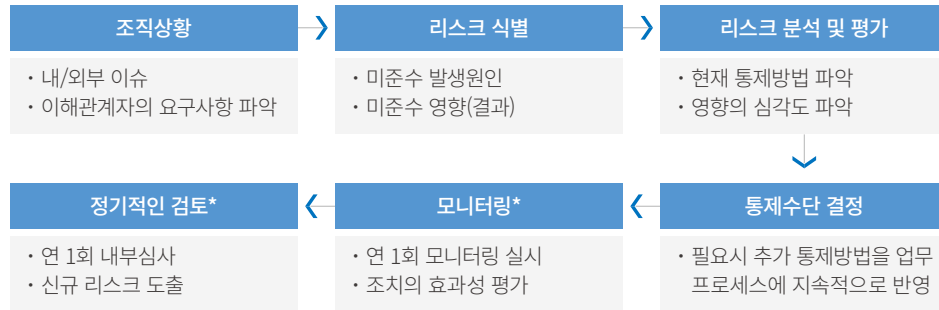 조직상황
・내/외부 이슈
・이해관계자의 요구사항 파악
리스크 식별
・미준수 발생원인
・미준수 영향(결과)
리스크 분석 및 평가
・현재 통제방법 파악
・영향의 심각도 파악
통제수단 결정
・필요시 추가 통제방법을 업무
프로세스에 지속적으로 반영
모니터링*
・연 1회 모니터링 실시
・조치의 효과성 평가
정기적인 검토*
・연 1회 내부심사
・신규 리스크 도출